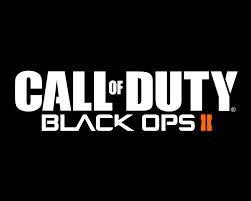 CALL OF DUTY®
BLACK OPS II